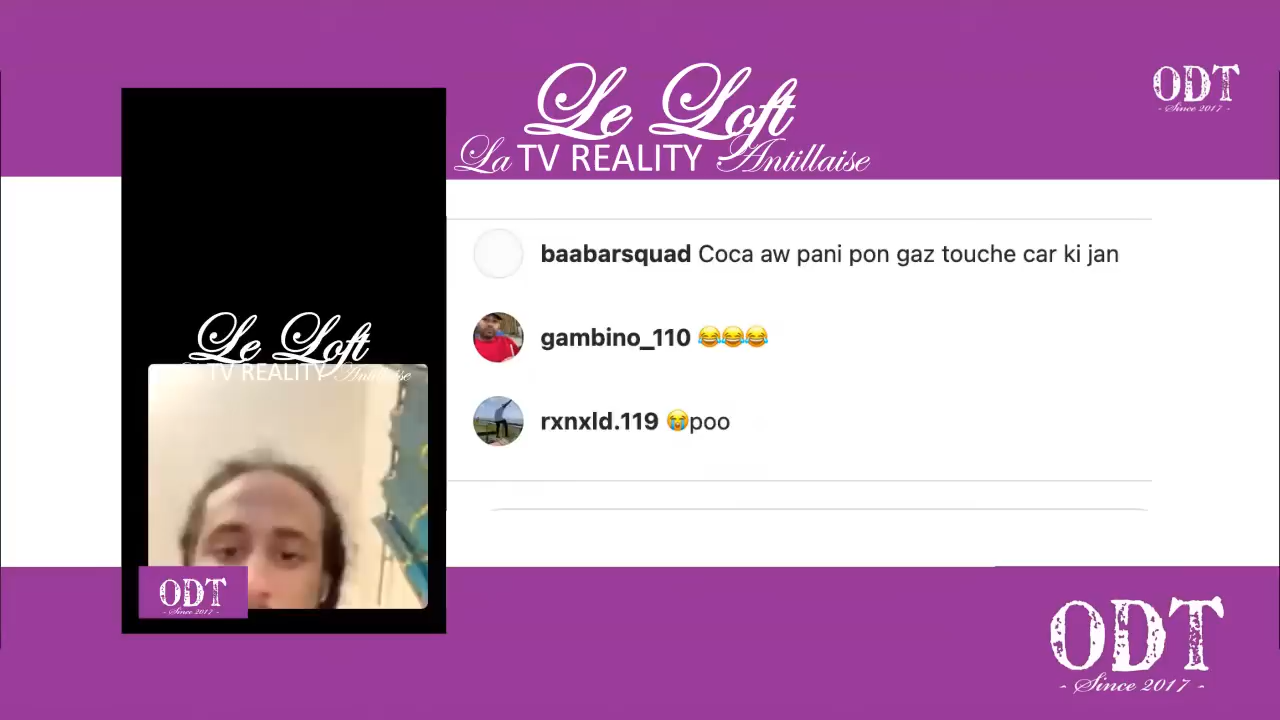 Le Loft
La TV REALITY Antillaise
ODT
- Since 2017 -
baabarsquad Coca aw pani pon gaz touche car ki jan
gambino_110 😂😂😂
rxnxld.119 😭poo
Le Loft
TV REALITY Antillaise
ODT
- Since 2017 -
ODT
- Since 2017 -